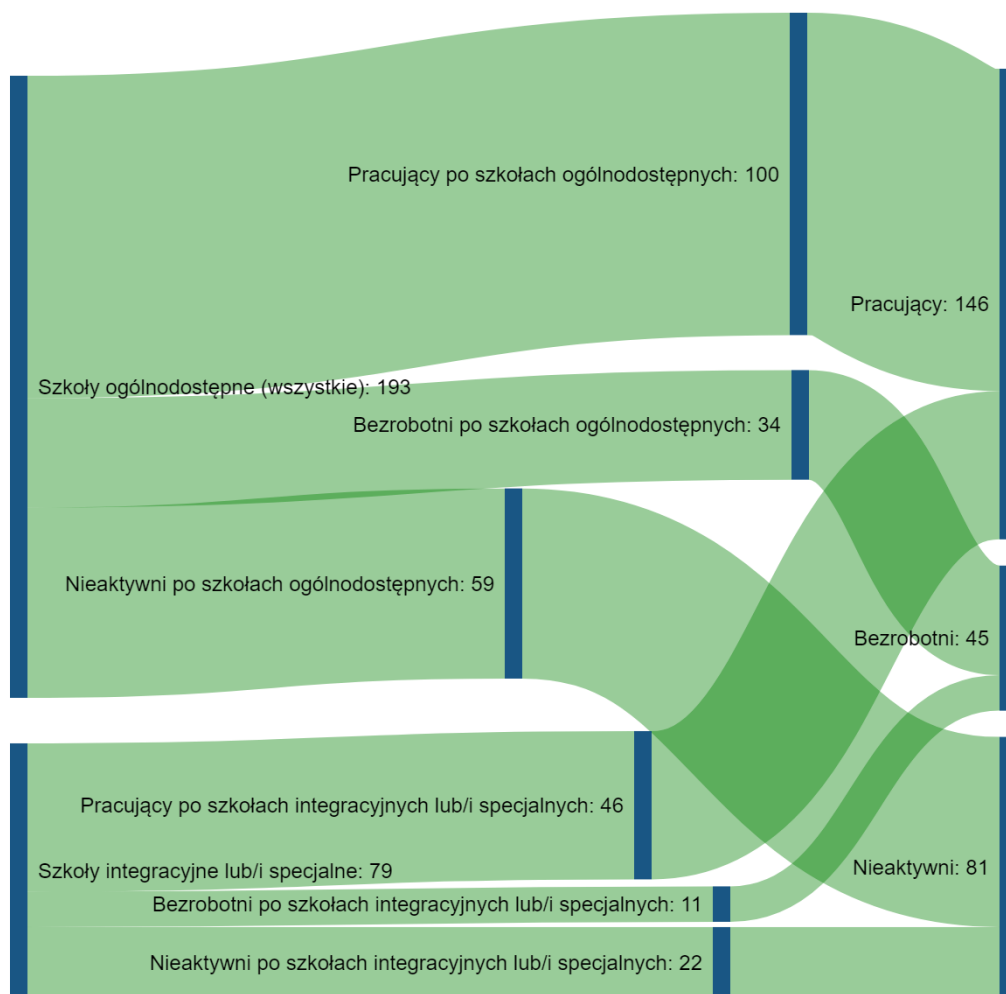 Pracujący po szkołach ogólnodostępnych: 100
Pracujący: 146
Szkoły ogólnodostępne (wszystkie): 193
Bezrobotni po szkołach ogólnodostępnych: 34
Nieaktywni po szkołach ogólnodostępnych: 59
Bezrobotni: 45
Pracujący po szkołach integracyjnych lub/i specjalnych: 46
Szkoły integracyjne lub/i specjalne: 79
Nieaktywni: 81
Bezrobotni po szkołach integracyjnych lub/i specjalnych: 11
Nieaktywni po szkołach integracyjnych lub/i specjalnych: 22